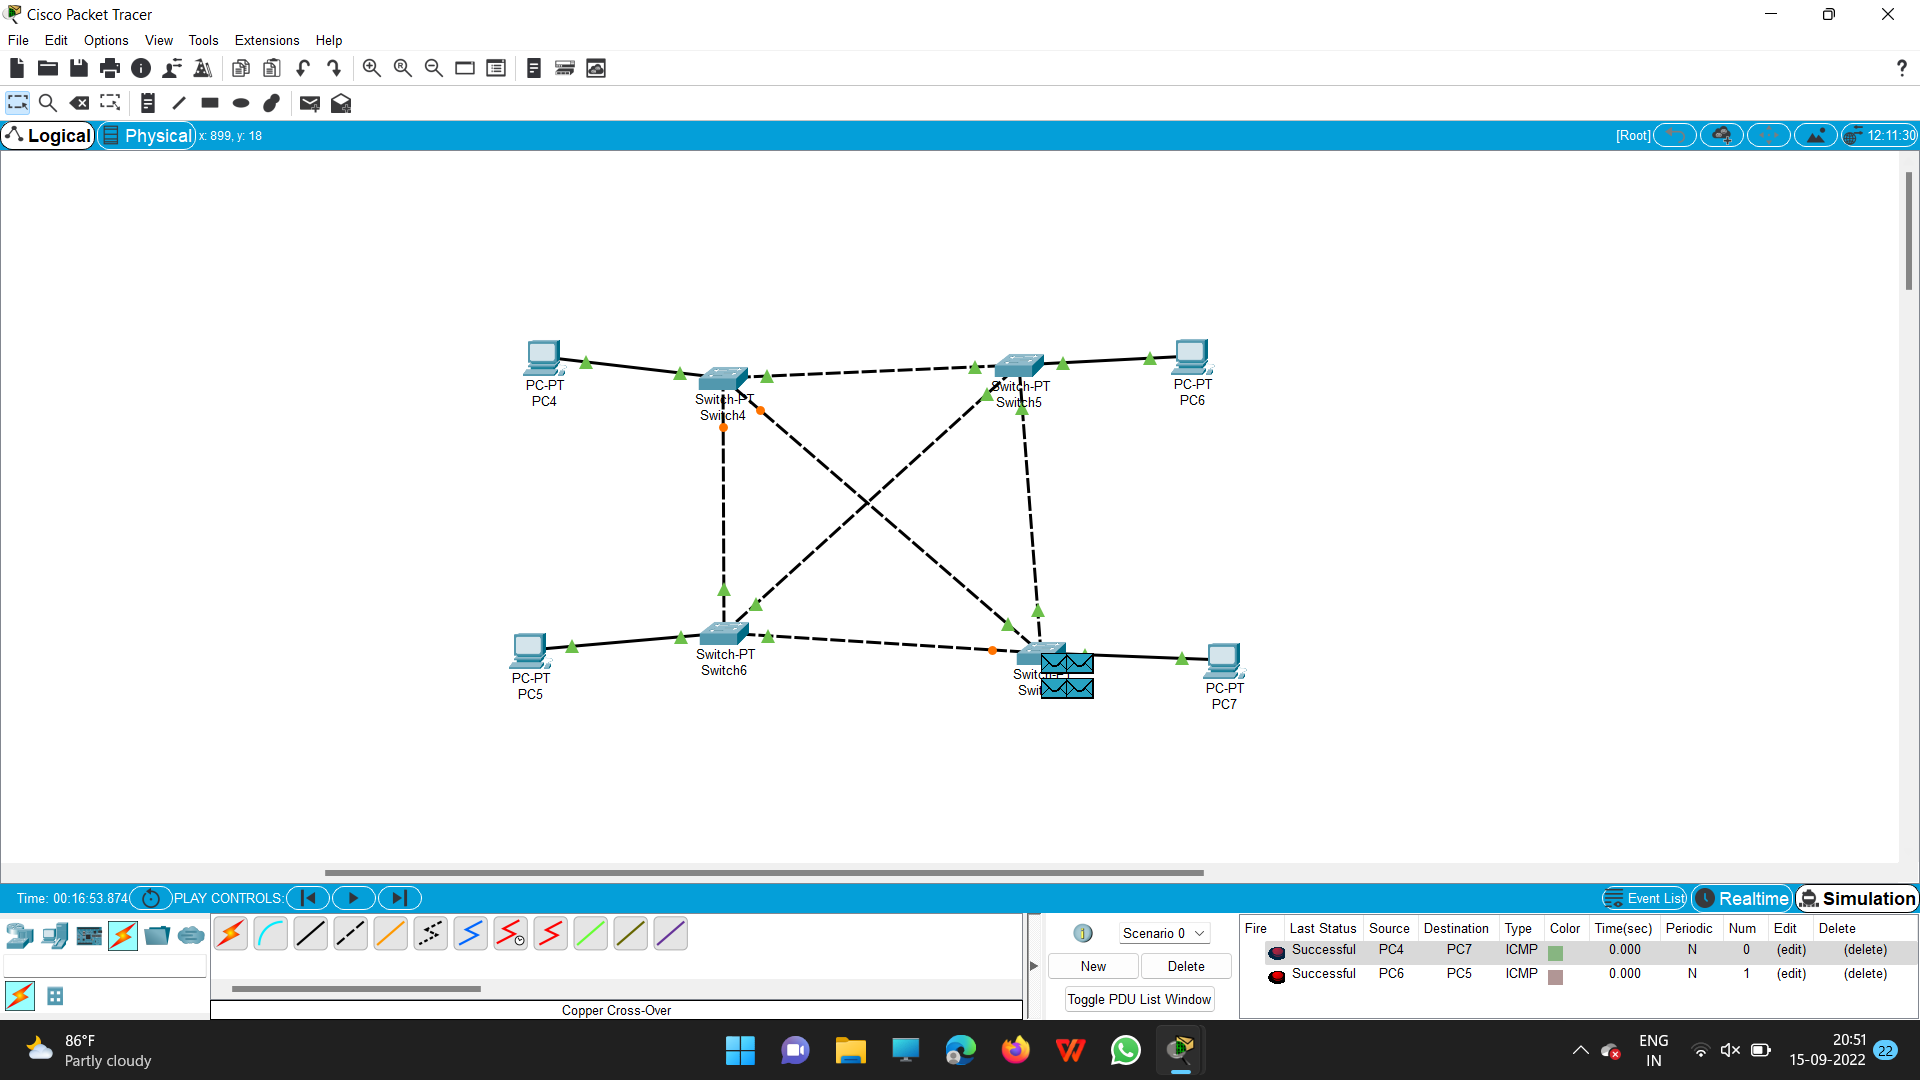 Cisco Packet Tracer
File Edit Options View Tools Extensions Help
?
Logical Physical x: 899, y: 18 [Root] 12:11:30
PC-PT
PC4
Switch-PT
Switch4
Switch-PT
Switch5
PC-PT
PC6
PC-PT
PC5
Switch-PT
Switch6
PC-PT
PC7
Time: 00:16:53.874 PLAY CONTROLS: Event List Realtime Simulation
Scenario 0
New Delete
Toggle PDU List Window
Fire Last Status Source Destination Type Color Time(sec) Periodic Num Edit Delete
Successful PC4 PC7 ICMP 0.000 N 0 (edit) (delete)
Successful PC6 PC5 ICMP 0.000 N 1 (edit) (delete)
Copper Cross-Over
86°F
Partly cloudy
ENG
IN
20:51
15-09-2022
22